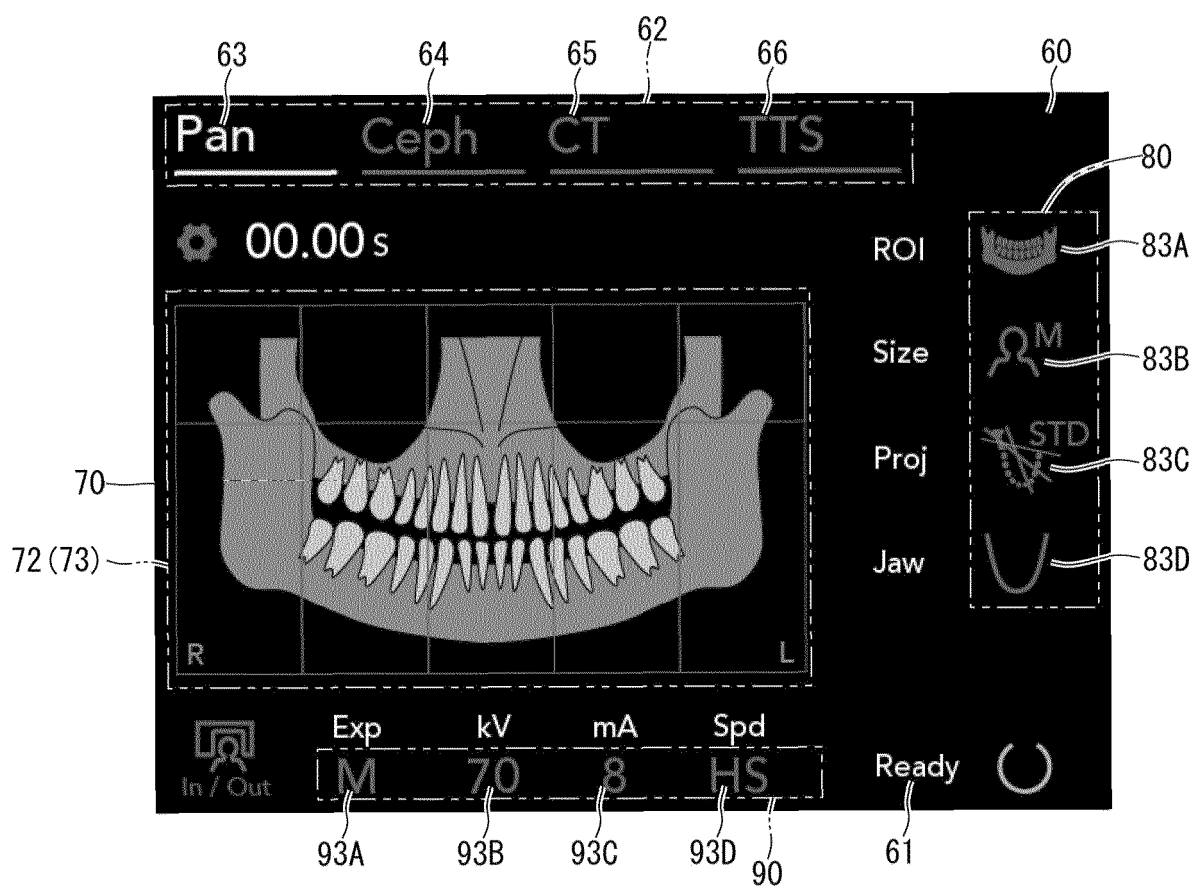 62
63 64 65 66 60
Pan Ceph CT TTS
80
00.00 s
ROI 83A
Size M 83B
Proj STD 83C
70
72(73)
Jaw 83D
R L
Exp kV mA Spd
In / Out M 70 8 HS Ready
93A 93B 93C 93D 90 61